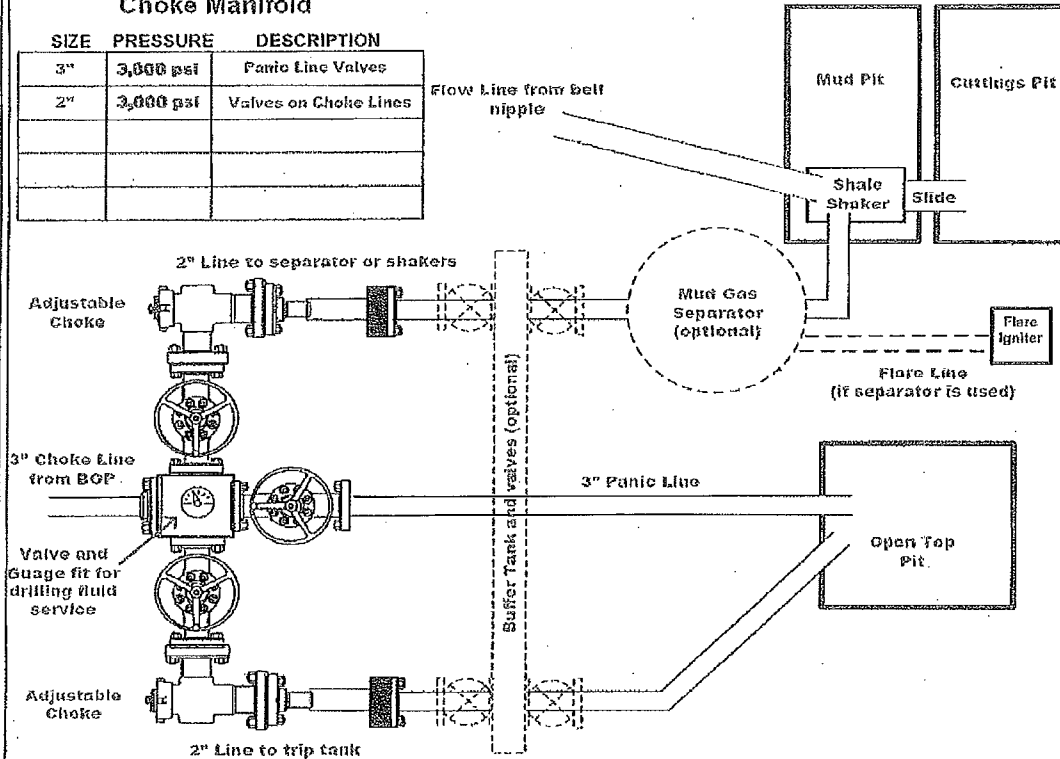 Choke Manifold
SIZE PRESSURE DESCRIPTION
3" 3,000 psi Panic Line Valves
2" 3,000 psi Valves on Choke Lines
Flow Line from bell
nipple
Mud Pit
Cuttings Pit
Shale
Shaker
Slide
2" Line to separator or shakers
Adjustable
Choke
Mud Gas
Separator
(optional)
Flare
Igniter
Flare Line
(if separator is used)
Buffer Tank and valves (optional)
3" Choke Line
from BOP
3" Panic Line
Open Top
Pit
Valve and
Guage fit for
drilling fluid
service
Adjustable
Choke
2" Line to trip tank